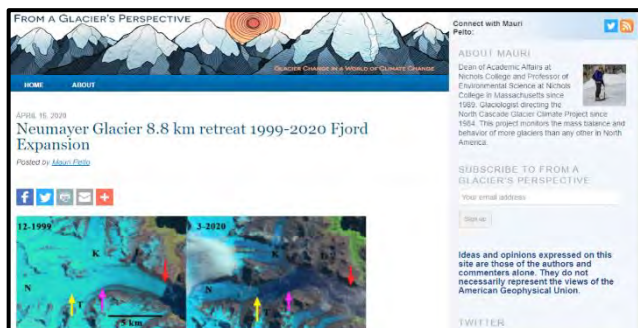 FROM A GLACIER'S PERSPECTIVE
GLACIER CHANGE IN A WORLD OF CLIMATE CHANGE
HOME ABOUT
APRIL 15, 2020
Neumayer Glacier 8.8 km retreat 1999-2020 Fjord
Expansion
Posted by Mauri Pelto
12-1999
K
N
T
5 km
3-2020
K
N
Connect with Mauri
Pelto:
ABOUT MAURI
Dean of Academic Affairs at
Nichols College and Professor of
Environmental Science at Nichols
College in Massachusetts since
1989. Glaciologist directing the
North Cascade Glacier Climate Project since
1984. This project monitors the mass balance and
behavior of more glaciers than any other in North
America.
SUBSCRIBE TO FROM A
GLACIER'S PERSPECTIVE
Your email address
Sign up
Ideas and opinions expressed on this
site are those of the authors and
commenters alone. They do not
necessarily represent the views of the
American Geophysical Union.
TWITTER